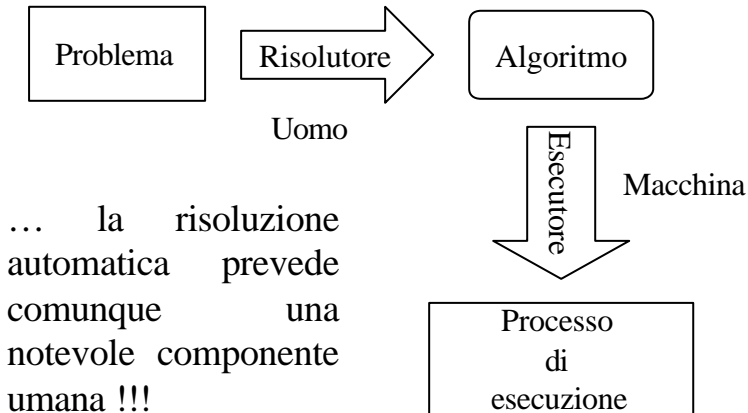 Problema
Risolutore
Algoritmo
Uomo
Esecutore
Macchina
… la risoluzione
automatica prevede
comunque una
notevole componente
umana !!!
Processo
di
esecuzione